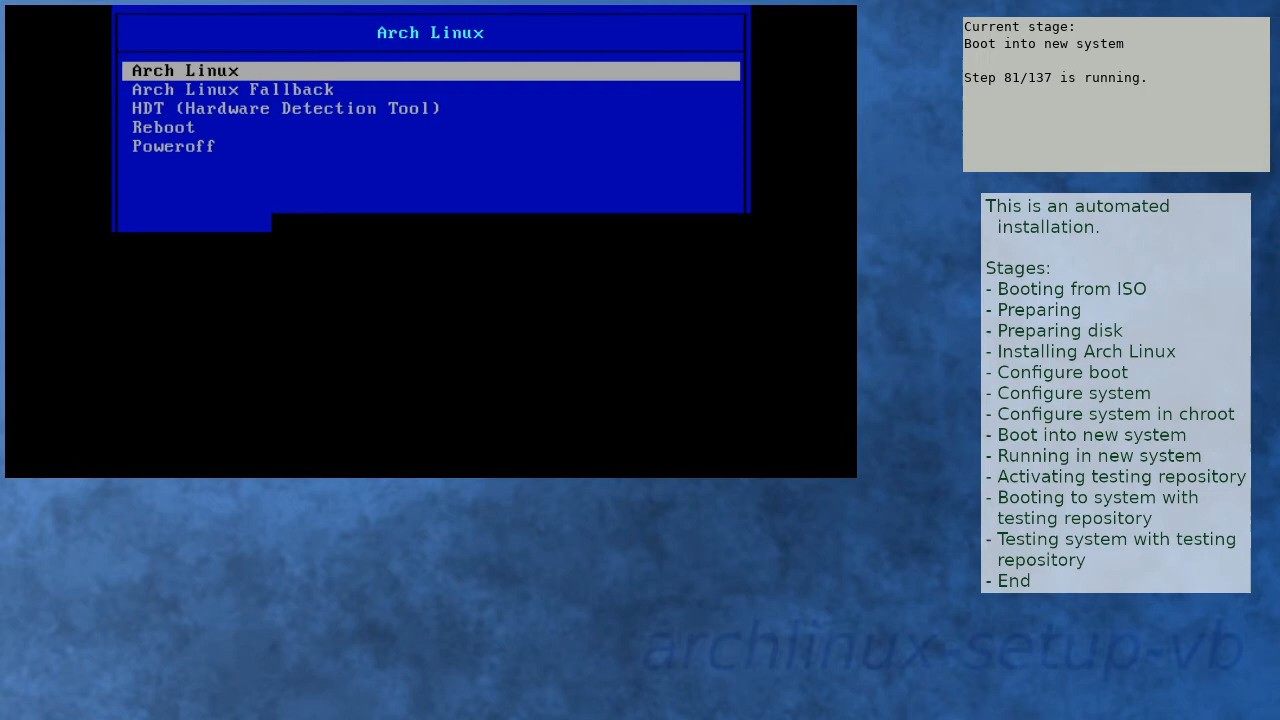 Arch Linux
Arch Linux
Arch Linux Fallback
HDT (Hardware Detection Tool)
Reboot
Poweroff
Current stage:
Boot into new system
Step 81/137 is running.
This is an automated
installation.
Stages:
- Booting from ISO
- Preparing
- Preparing disk
- Installing Arch Linux
- Configure boot
- Configure system
- Configure system in chroot
- Boot into new system
- Running in new system
- Activating testing repository
- Booting to system with
testing repository
- Testing system with testing
repository
- End
archlinux-setup-vb